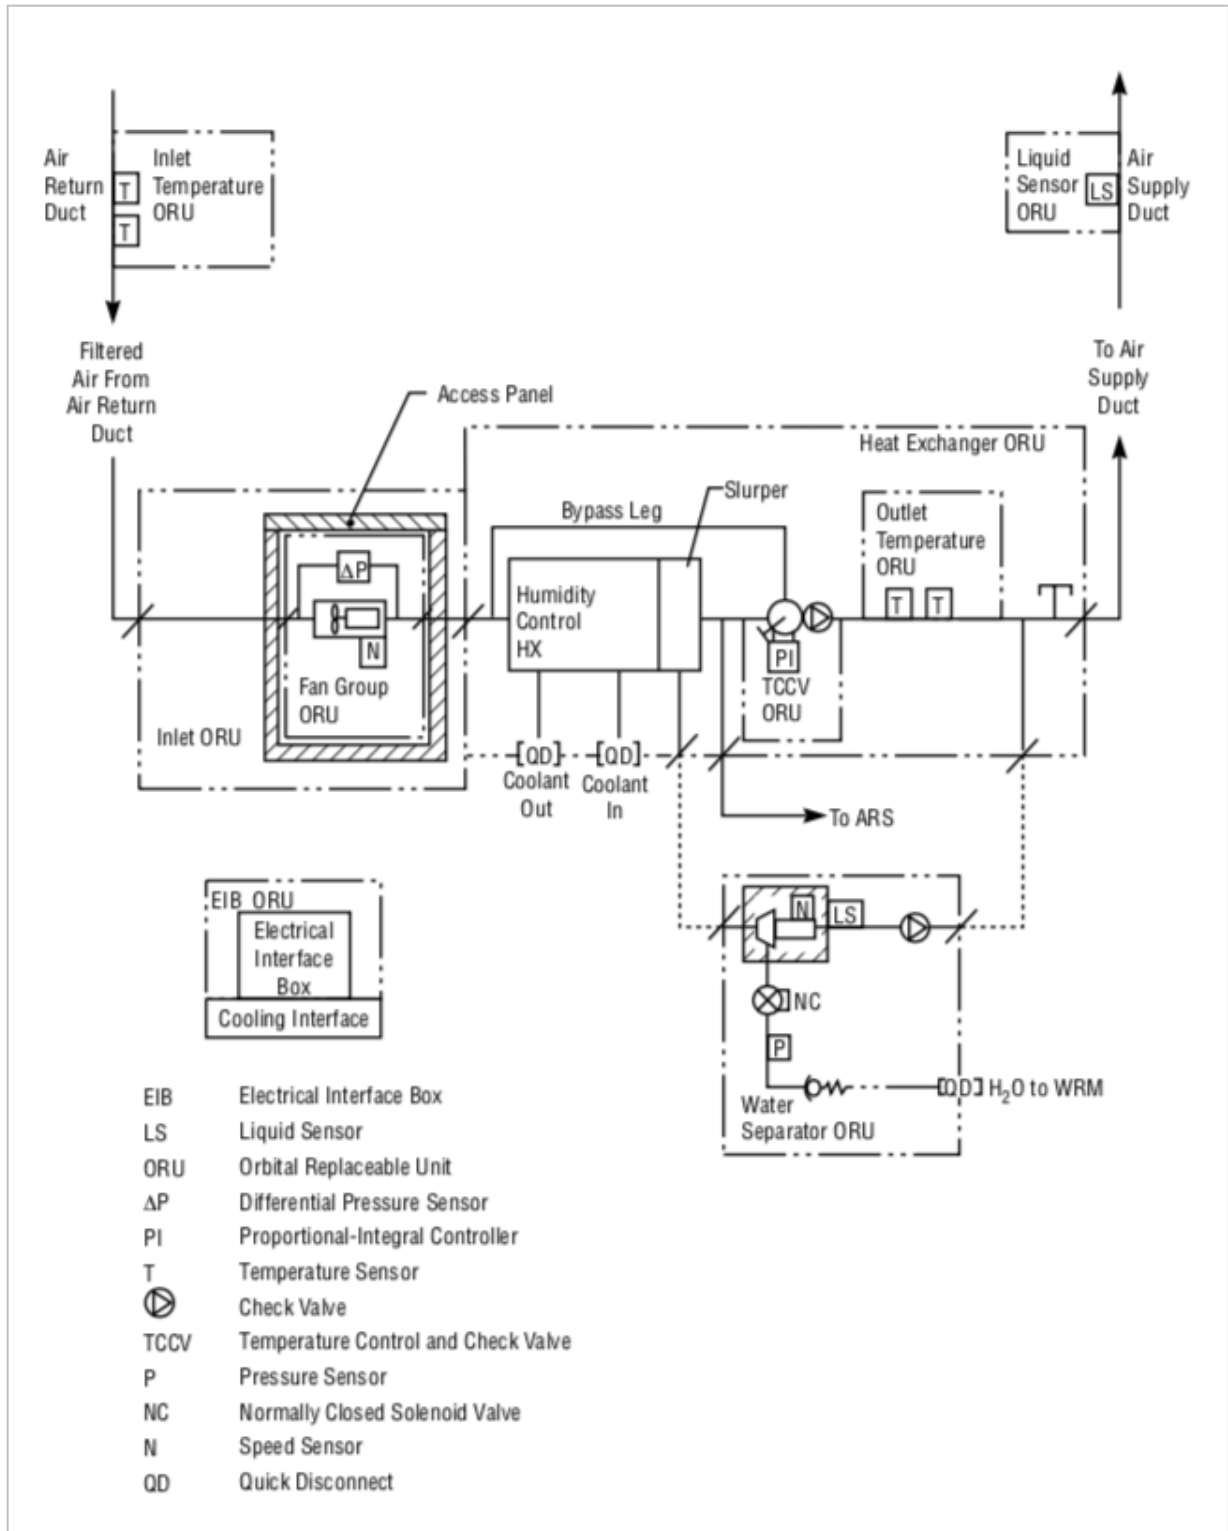 Air
Return
Duct
Inlet
Temperature
ORU
T
T
Liquid
Sensor
ORU
LS
Air
Supply
Duct
Filtered
Air From
Air Return
Duct
To Air
Supply
Duct
Access Panel
Heat Exchanger ORU
Slurper
Bypass Leg
Outlet
Temperature
ORU
T
T
ΔP
N
Fan Group
ORU
Inlet ORU
Humidity
Control
HX
PI
TCCV
ORU
[QD]
Coolant
Out
[QD]
Coolant
In
To ARS
EIB ORU
Electrical
Interface
Box
Cooling Interface
N
LS
NC
P
[QD] H₂O to WRM
Water
Separator ORU
EIB Electrical Interface Box
LS Liquid Sensor
ORU Orbital Replaceable Unit
ΔP Differential Pressure Sensor
PI Proportional-Integral Controller
T Temperature Sensor
Check Valve
TCCV Temperature Control and Check Valve
P Pressure Sensor
NC Normally Closed Solenoid Valve
N Speed Sensor
QD Quick Disconnect